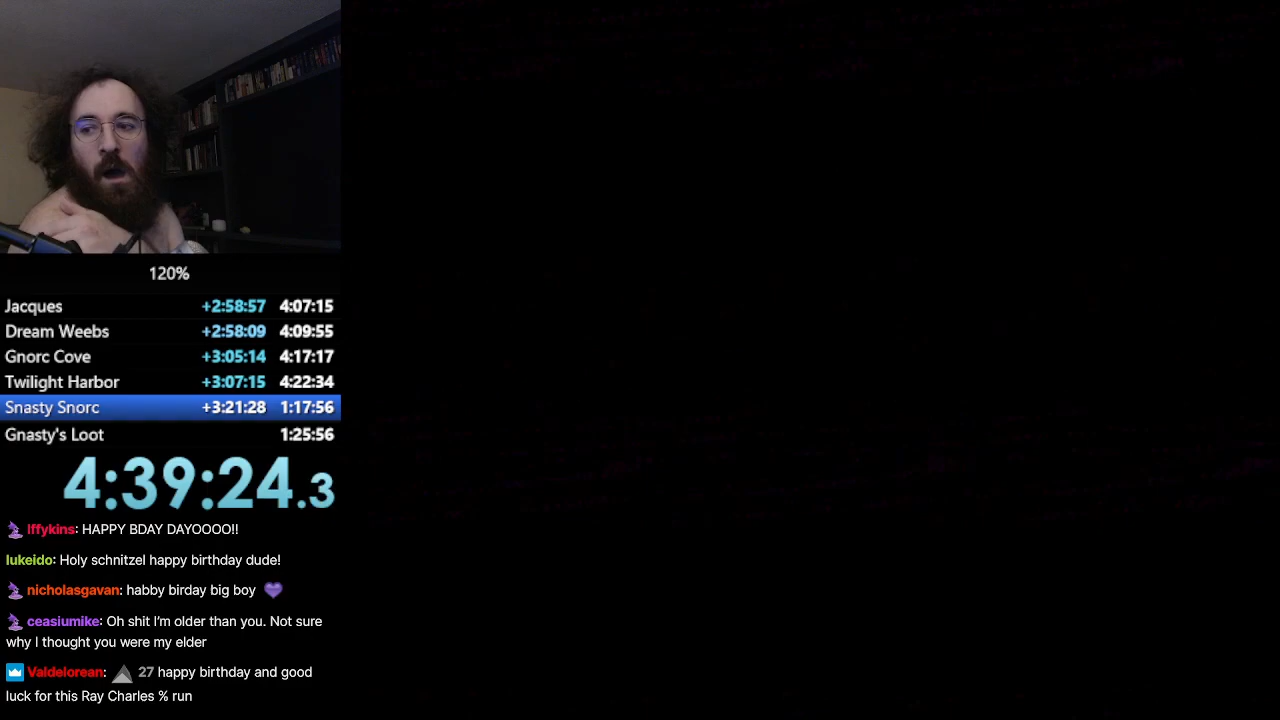 120%
Jacques +2:58:57 4:07:15
Dream Weebs +2:58:09 4:09:55
Gnorc Cove +3:05:14 4:17:17
Twilight Harbor +3:07:15 4:22:34
Snasty Snorc +3:21:28 1:17:56
Gnasty's Loot 1:25:56
4:39:24.3
Iffykins: HAPPY BDAY DAYOOOO!!
lukeido: Holy schnitzel happy birthday dude!
nicholasgavan: habby birday big boy
ceasiumike: Oh shit I'm older than you. Not sure
why I thought you were my elder
Valdelorean: 27 happy birthday and good
luck for this Ray Charles % run